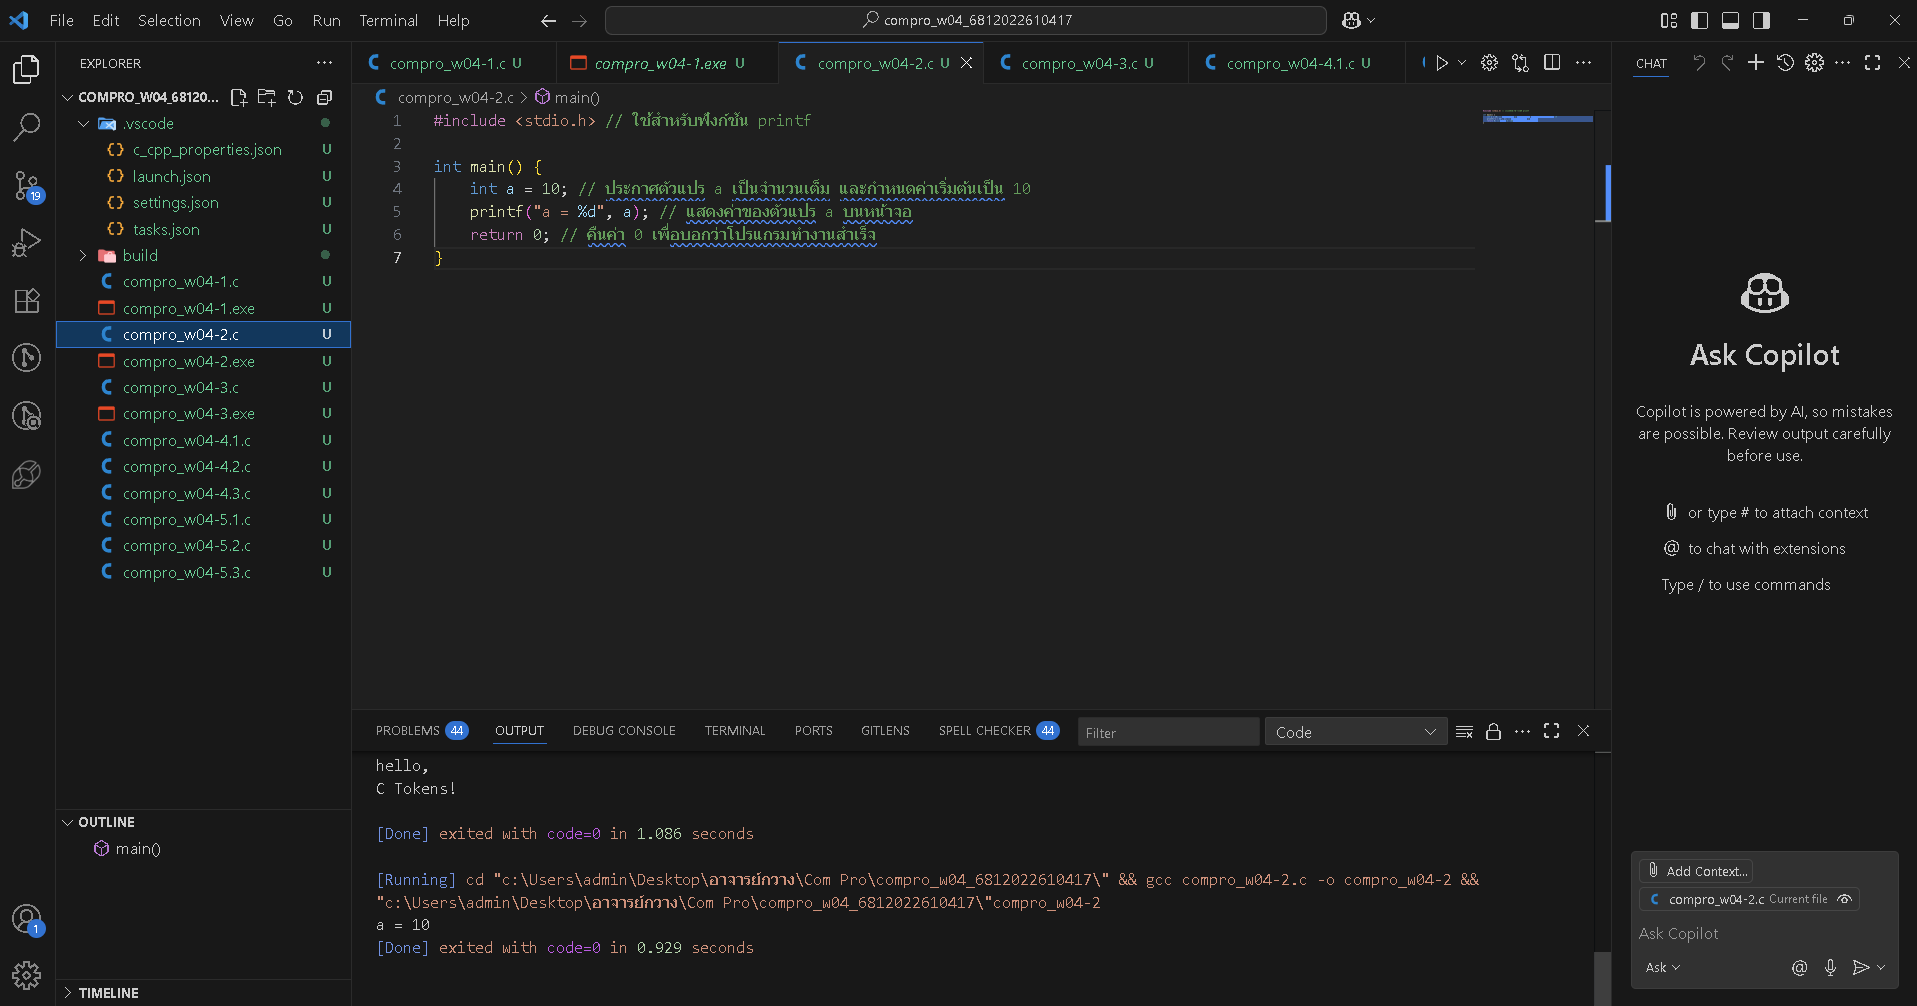 File Edit Selection View Go Run Terminal Help
compro_w04_6812022610417
EXPLORER
COMPRO_W04_68120...
.vscode
c_cpp_properties.json U
launch.json U
settings.json U
tasks.json U
build
compro_w04-1.c U
compro_w04-1.exe U
compro_w04-2.c U
compro_w04-2.exe U
compro_w04-3.c U
compro_w04-3.exe U
compro_w04-4.1.c U
compro_w04-4.2.c U
compro_w04-4.3.c U
compro_w04-5.1.c U
compro_w04-5.2.c U
compro_w04-5.3.c U
OUTLINE
main()
TIMELINE
19
1
compro_w04-1.c U compro_w04-1.exe U compro_w04-2.c U compro_w04-3.c U compro_w04-4.1.c U
compro_w04-2.c > main()
1 #include <stdio.h> // ใช้สำหรับฟังก์ชัน printf
2
3 int main() {
4 int a = 10; // ประกาศตัวแปร a เป็นจำนวนเต็ม และกำหนดค่าเริ่มต้นเป็น 10
5 printf("a = %d", a); // แสดงค่าของตัวแปร a บนหน้าจอ
6 return 0; // คืนค่า 0 เพื่อบอกว่าโปรแกรมทำงานสำเร็จ
7 }
PROBLEMS 44 OUTPUT DEBUG CONSOLE TERMINAL PORTS GITLENS SPELL CHECKER 44 Filter Code
hello,
C Tokens!
[Done] exited with code=0 in 1.086 seconds
[Running] cd "c:\Users\admin\Desktop\อาจารย์กวาง\Com Pro\compro_w04_6812022610417\" && gcc compro_w04-2.c -o compro_w04-2 &&
"c:\Users\admin\Desktop\อาจารย์กวาง\Com Pro\compro_w04_6812022610417\"compro_w04-2
a = 10
[Done] exited with code=0 in 0.929 seconds
CHAT
Ask Copilot
Copilot is powered by AI, so mistakes
are possible. Review output carefully
before use.
or type # to attach context
@ to chat with extensions
Type / to use commands
Add Context...
compro_w04-2.c Current file
Ask Copilot
Ask